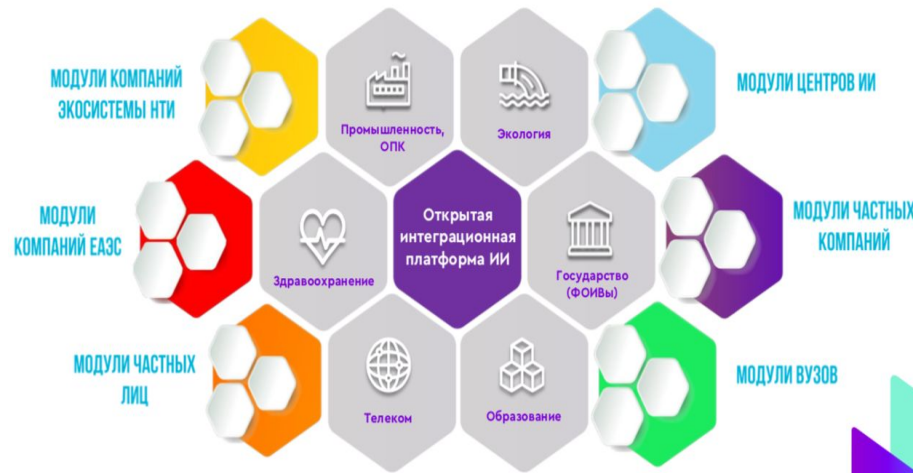 МОДУЛИ КОМПАНИЙ
ЭКОСИСТЕМЫ НТИ
Промышленность,
ОПК
Экология
МОДУЛИ ЦЕНТРОВ ИИ
МОДУЛИ
КОМПАНИЙ ЕАЭС
Здравоохранение
Открытая
интеграционная
платформа ИИ
Государство
(ФОИВы)
МОДУЛИ ЧАСТНЫХ
КОМПАНИЙ
МОДУЛИ ЧАСТНЫХ
ЛИЦ
Телеком
Образование
МОДУЛИ ВУЗОВ